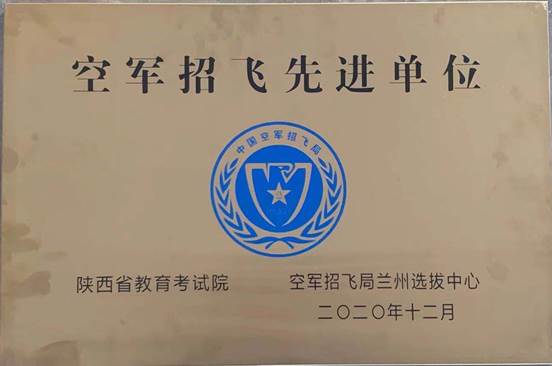 空军招飞先进单位
中国空军招飞局
陕西省教育考试院 空军招飞局兰州选拔中心
二〇二〇年十二月